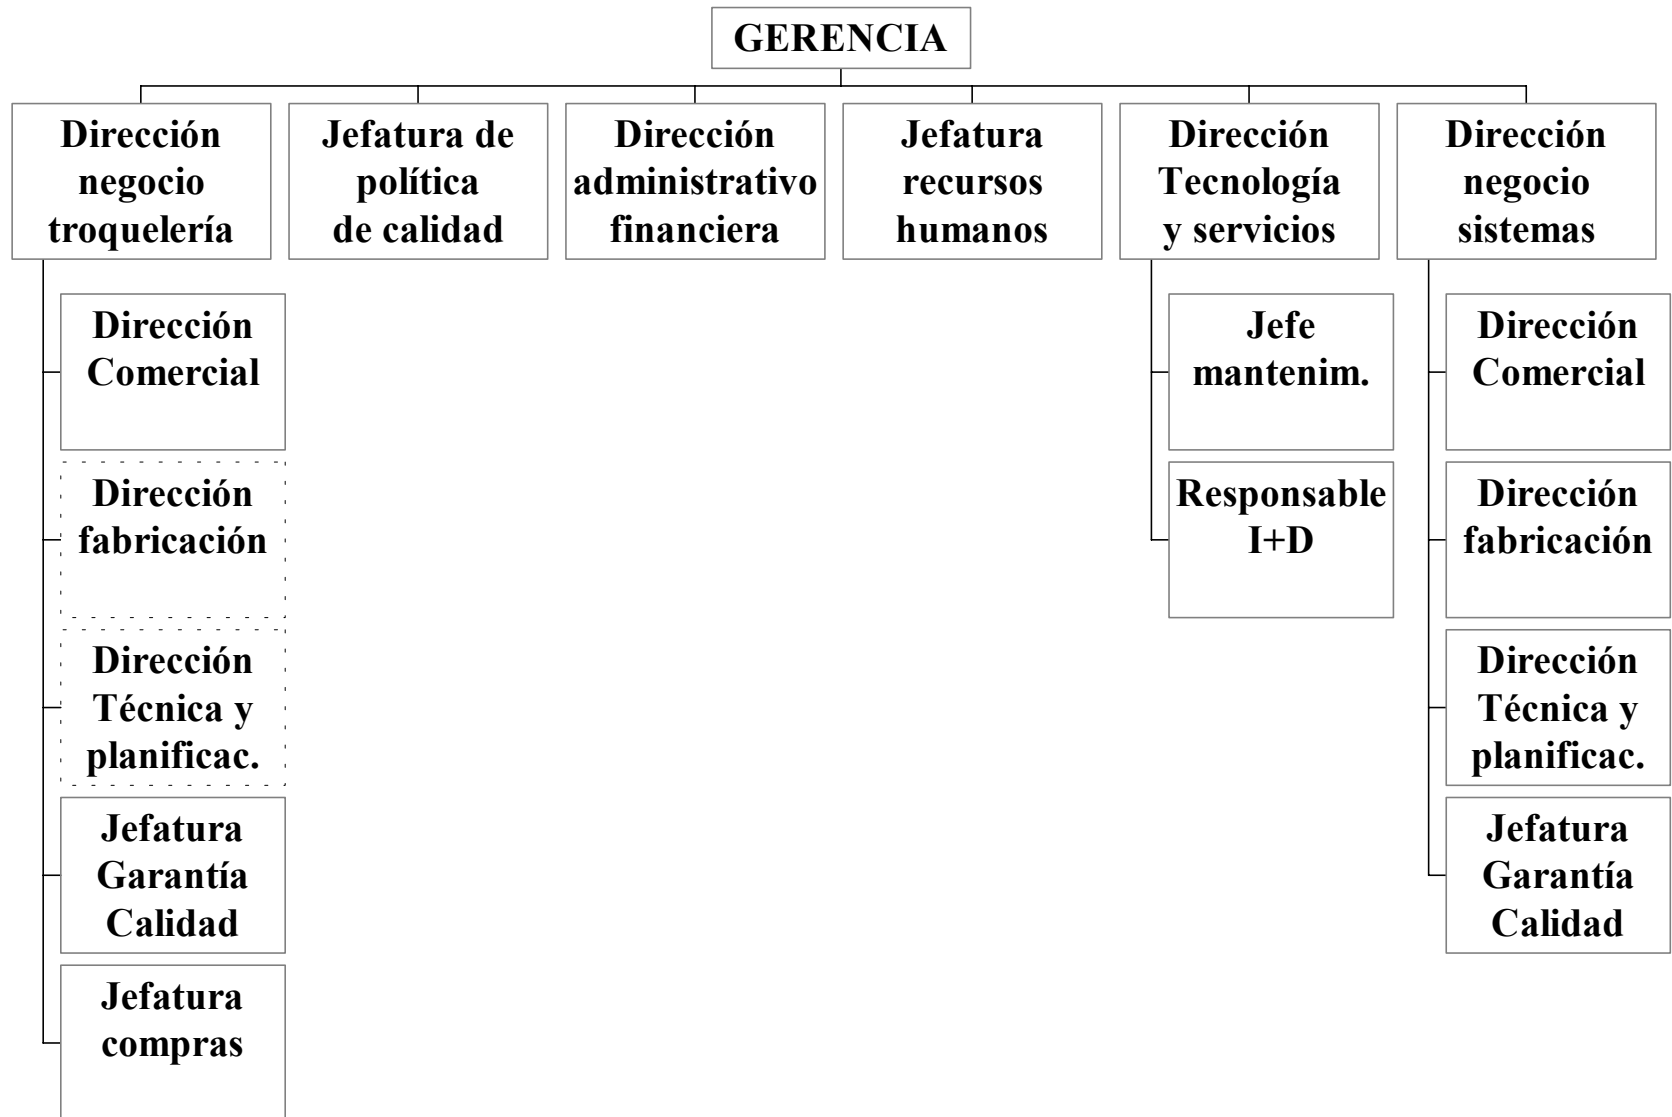 GERENCIA
Dirección
negocio
troquelería
Jefatura de
política
de calidad
Dirección
administrativo
financiera
Jefatura
recursos
humanos
Dirección
Tecnología
y servicios
Dirección
negocio
sistemas
Dirección
Comercial
Dirección
fabricación
Dirección
Técnica y
planificac.
Jefatura
Garantía
Calidad
Jefatura
compras
Jefe
mantenim.
Responsable
I+D
Dirección
Comercial
Dirección
fabricación
Dirección
Técnica y
planificac.
Jefatura
Garantía
Calidad